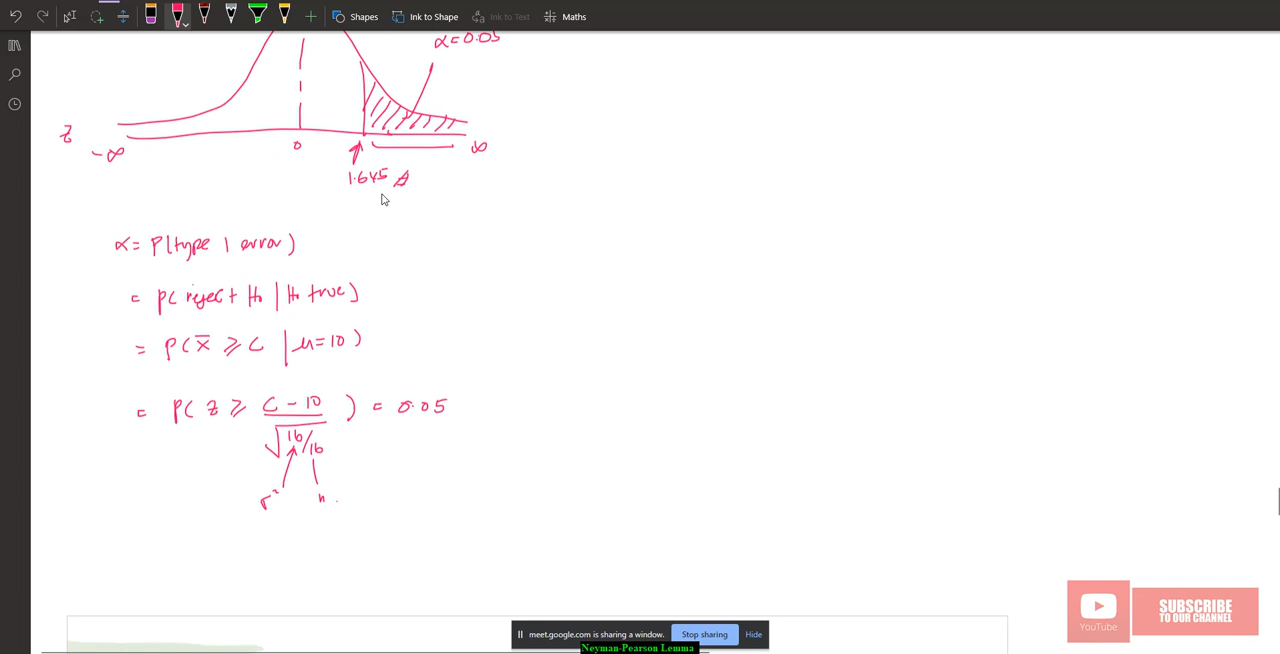 Shapes Ink to Shape Ink to Text Maths
α = 0.05
z -∞ 0 ∞
1.645
α = P(type 1 error)
= P( reject H₀ | H₀ true)
= P( X̄ ⩾ C | μ = 10 )
= P( Z ⩾ (C - 10)/√(16/16) ) = 0.05
σ² n .
SUBSCRIBE
TO OUR CHANNEL
YouTube
meet.google.com is sharing a window. Stop sharing Hide
Neyman-Pearson Lemma